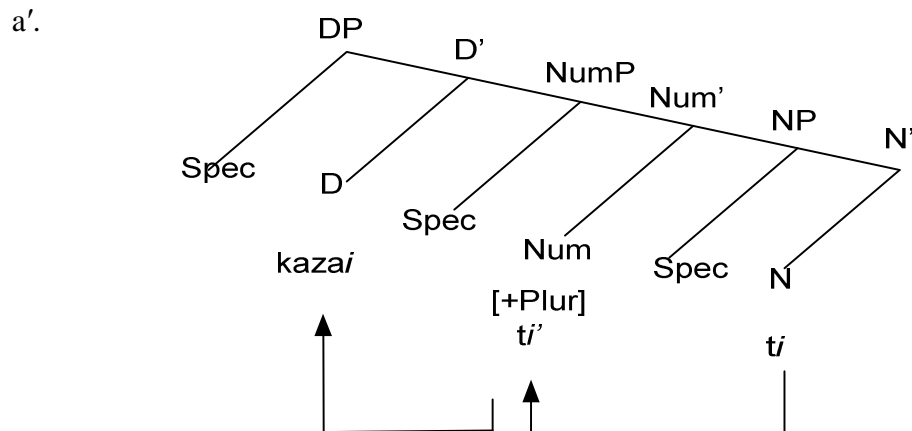 a′.
DP
D’
NumP
Num’
NP
N’
Spec
D
Spec
Num
Spec
N
kazai
[+Plur]
ti’
ti